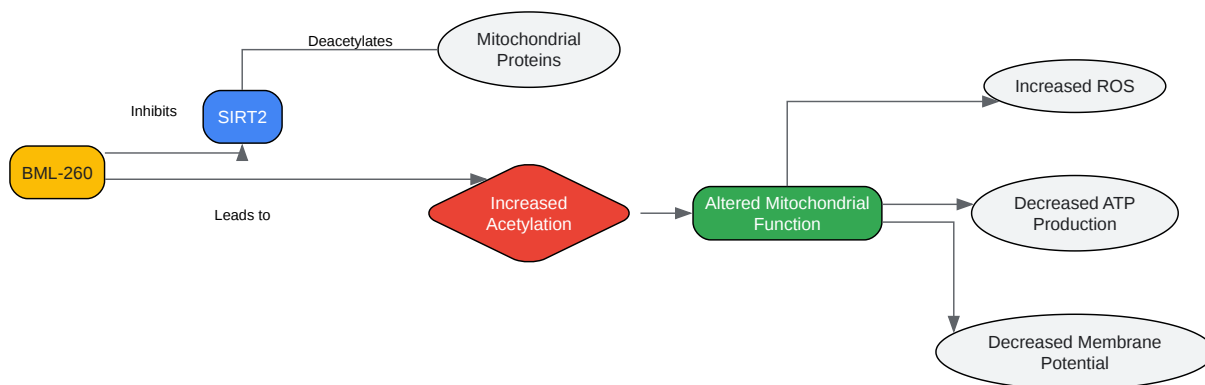 Deacetylates
Mitochondrial
Proteins
Inhibits
SIRT2
BML-260
Leads to
Increased
Acetylation
Altered Mitochondrial
Function
Increased ROS
Decreased ATP
Production
Decreased Membrane
Potential